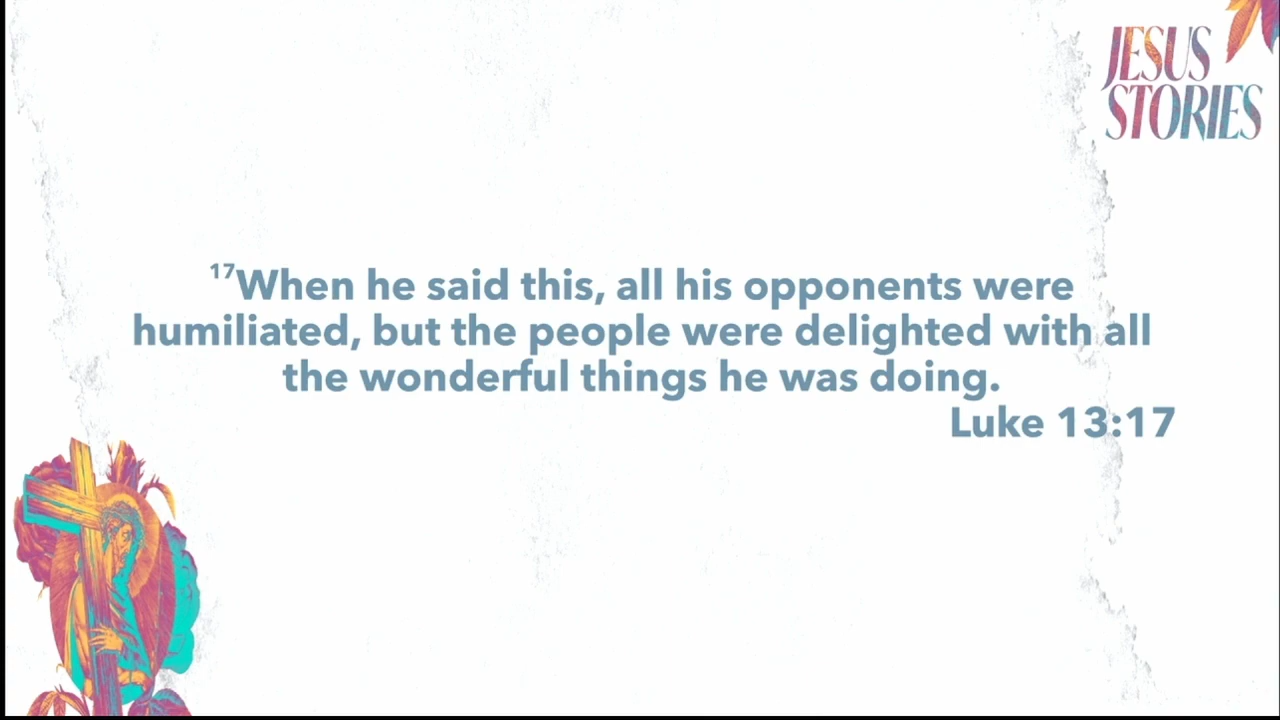 JESUS
STORIES
17When he said this, all his opponents were
humiliated, but the people were delighted with all
the wonderful things he was doing.
Luke 13:17